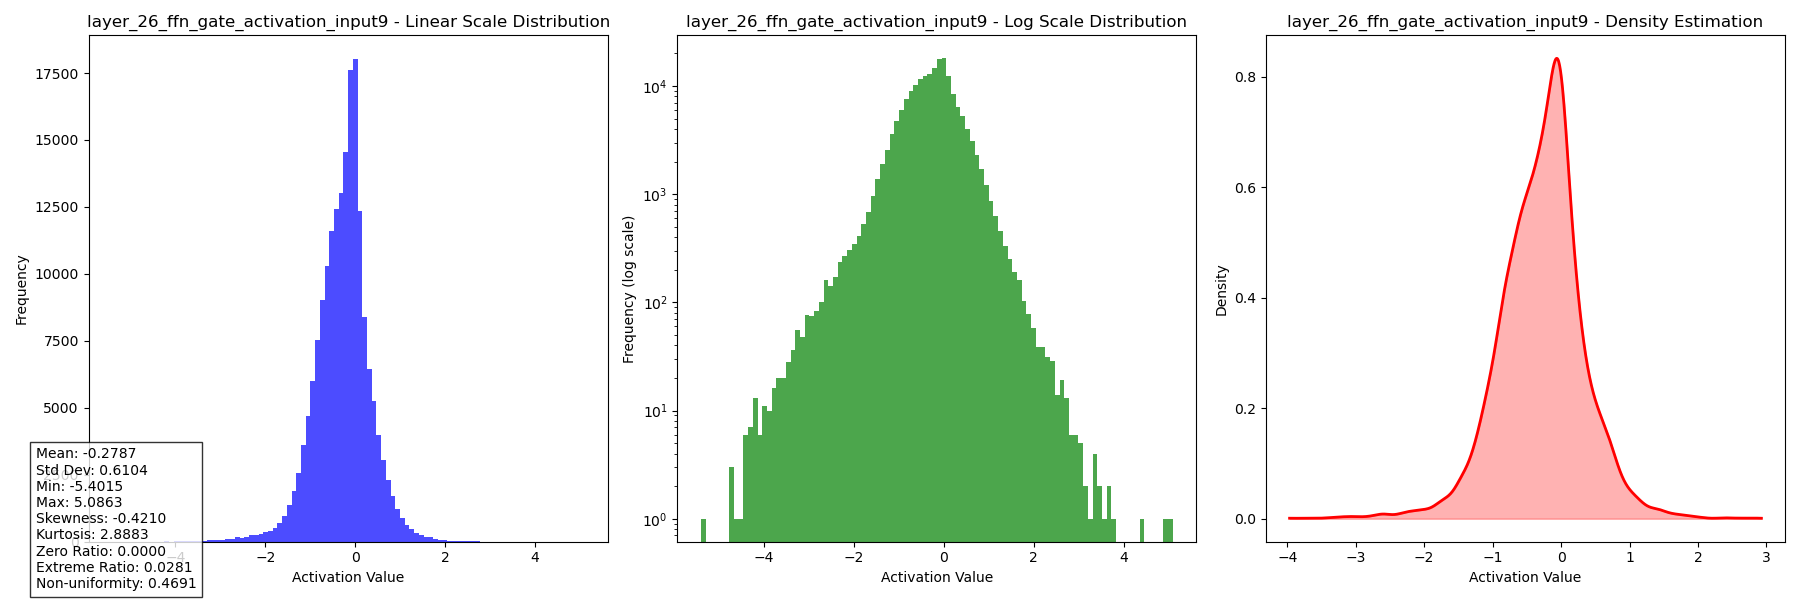 layer_26_ffn_gate_activation_input9 - Linear Scale Distribution
17500
15000
12500
10000
7500
5000
2500
0
Frequency
−4
−2
0
2
4
Activation Value
Mean: -0.2787
Std Dev: 0.6104
Min: -5.4015
Max: 5.0863
Skewness: -0.4210
Kurtosis: 2.8883
Zero Ratio: 0.0000
Extreme Ratio: 0.0281
Non-uniformity: 0.4691
layer_26_ffn_gate_activation_input9 - Log Scale Distribution
10⁴
10³
10²
10¹
10⁰
Frequency (log scale)
−4
−2
0
2
4
Activation Value
layer_26_ffn_gate_activation_input9 - Density Estimation
0.8
0.6
0.4
0.2
0.0
Density
−4
−3
−2
−1
0
1
2
3
Activation Value